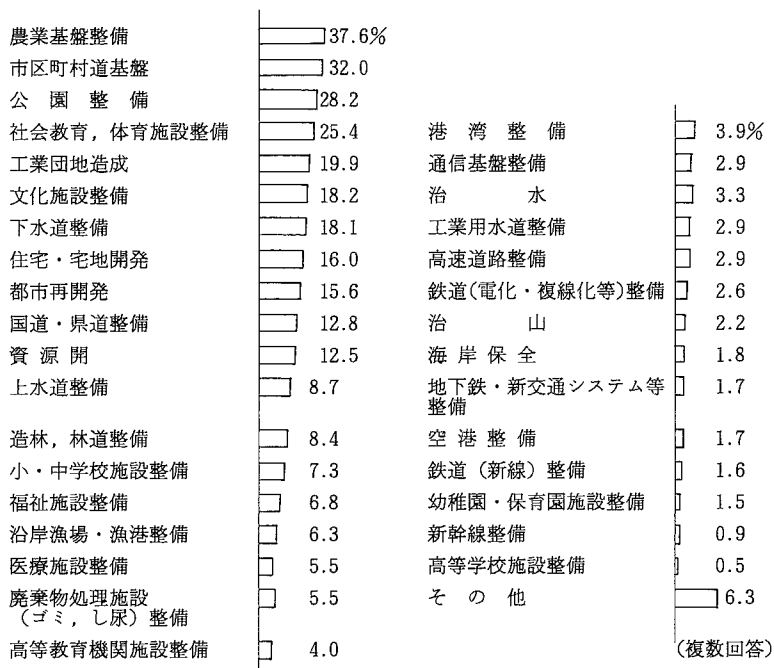 農業基盤整備 37.6%
市区町村道基盤 32.0
公園整備 28.2
社会教育，体育施設整備 25.4
工業団地造成 19.9
文化施設整備 18.2
下水道整備 18.1
住宅・宅地開発 16.0
都市再開発 15.6
国道・県道整備 12.8
資源開 12.5
上水道整備 8.7
造林，林道整備 8.4
小・中学校施設整備 7.3
福祉施設整備 6.8
沿岸漁場・漁港整備 6.3
医療施設整備 5.5
廃棄物処理施設 5.5
（ゴミ，し尿）整備
高等教育機関施設整備 4.0
港湾整備 3.9%
通信基盤整備 2.9
治水 3.3
工業用水道整備 2.9
高速道路整備 2.9
鉄道(電化・複線化等)整備 2.6
治山 2.2
海岸保全 1.8
地下鉄・新交通システム等 1.7
整備
空港整備 1.7
鉄道（新線）整備 1.6
幼稚園・保育園施設整備 1.5
新幹線整備 0.9
高等学校施設整備 0.5
その他 6.3
(複数回答)